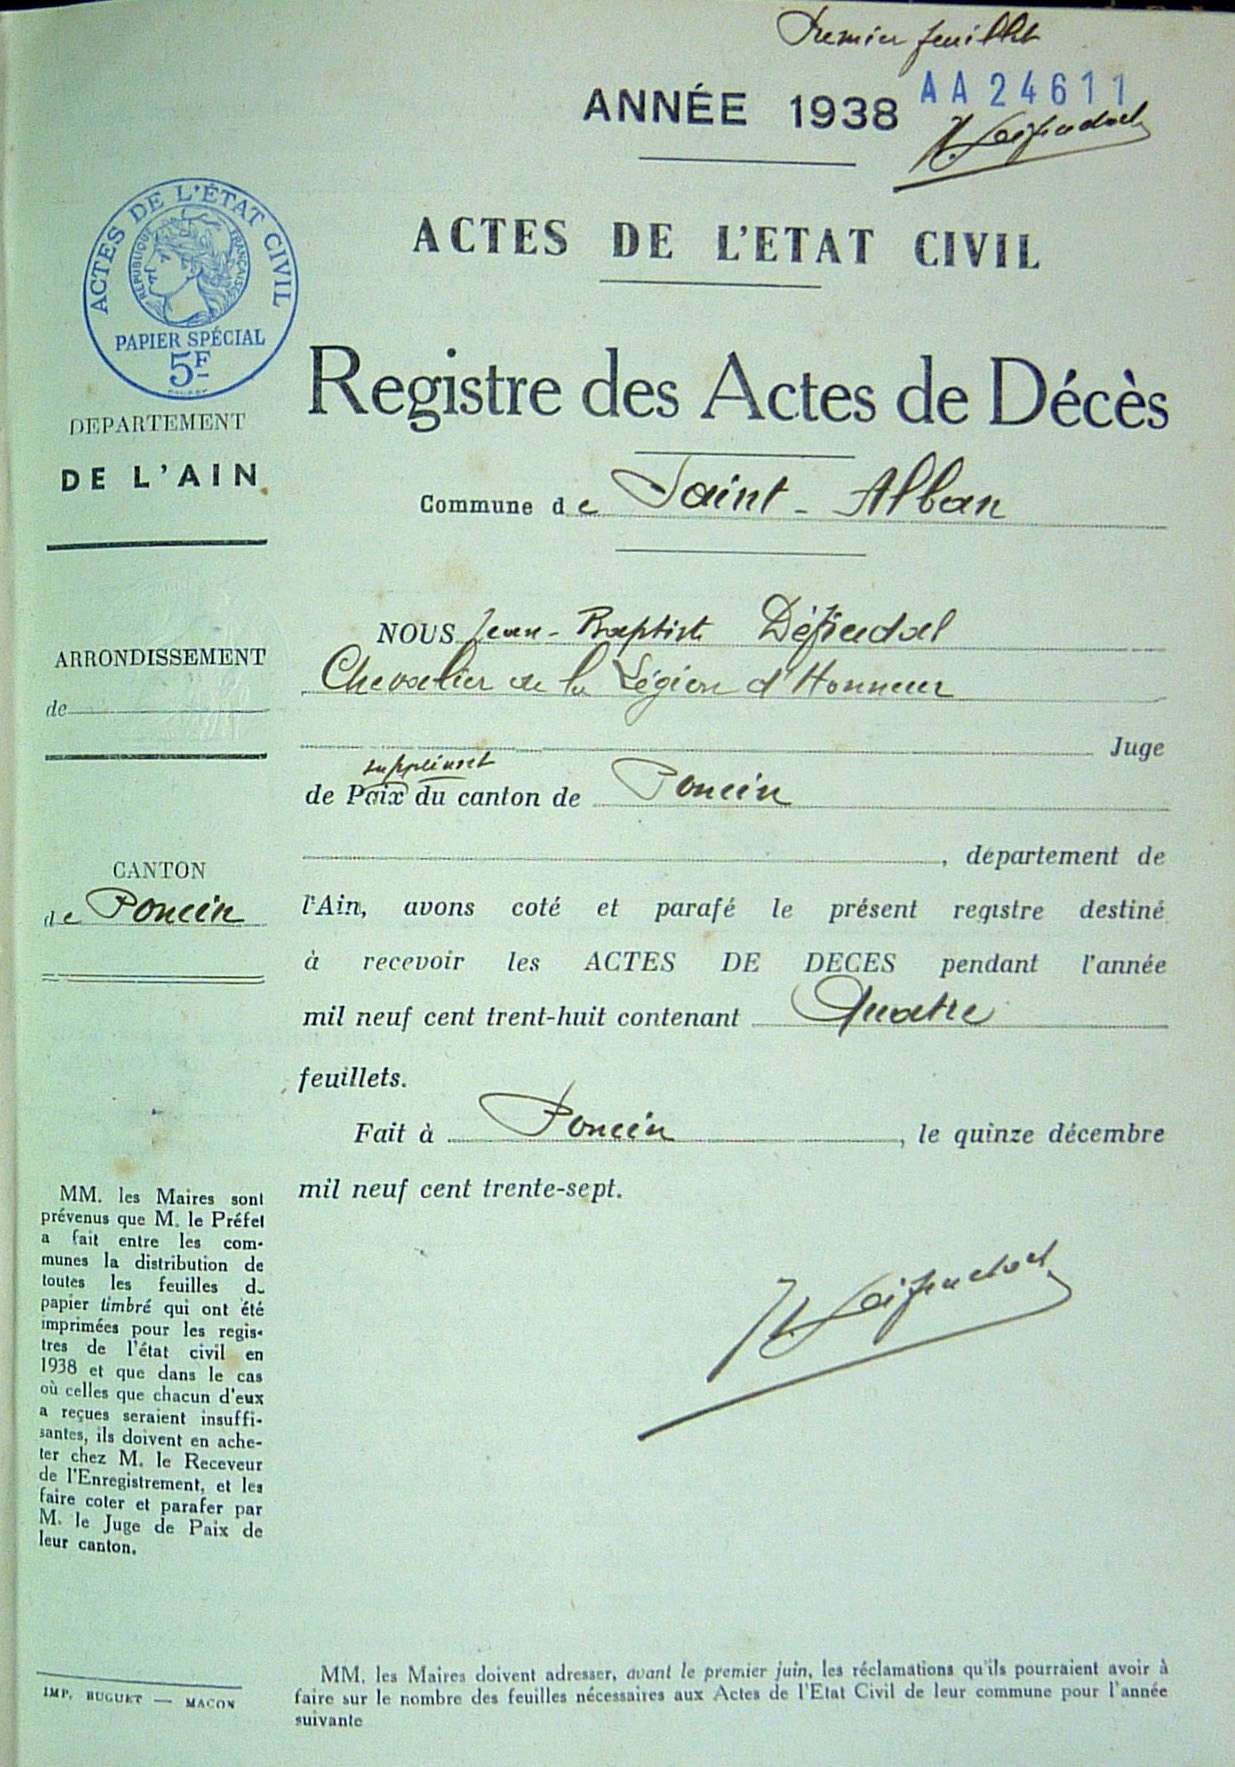 Premier feuillet
ANNÉE 1938
AA 24611
ACTES DE L'ÉTAT CIVIL
RÉPUBLIQUE FRANÇAISE
PAPIER SPÉCIAL
5F
ACTES DE L'ETAT CIVIL
Registre des Actes de Décès
DEPARTEMENT
DE L'AIN
Commune de Saint-Alban
ARRONDISSEMENT
de
CANTON
de Poncin
NOUS Jean-Baptiste
Chevalier de la Légion d'Honneur
Juge
suppléant
de Paix du canton de Poncin
, département de
l'Ain, avons coté et parafé le présent registre destiné
à recevoir les ACTES DE DECES pendant l'année
mil neuf cent trent-huit contenant Quatre
feuillets.
Fait à Poncin, le quinze décembre
mil neuf cent trente-sept.
MM. les Maires sont
prévenus que M. le Préfet
a fait entre les com-
munes la distribution de
toutes les feuilles de
papier timbré qui ont été
imprimées pour les regis-
tres de l'état civil en
1938 et que dans le cas
où celles que chacun d'eux
a reçues seraient insuffi-
santes, ils doivent en ache-
ter chez M. le Receveur
de l'Enregistrement, et les
faire coter et parafer par
M. le Juge de Paix de
leur canton.
IMP. BUGUET — MACON
MM. les Maires doivent adresser, avant le premier juin, les réclamations qu'ils pourraient avoir à
faire sur le nombre des feuilles nécessaires aux Actes de l'Etat Civil de leur commune pour l'année
suivante